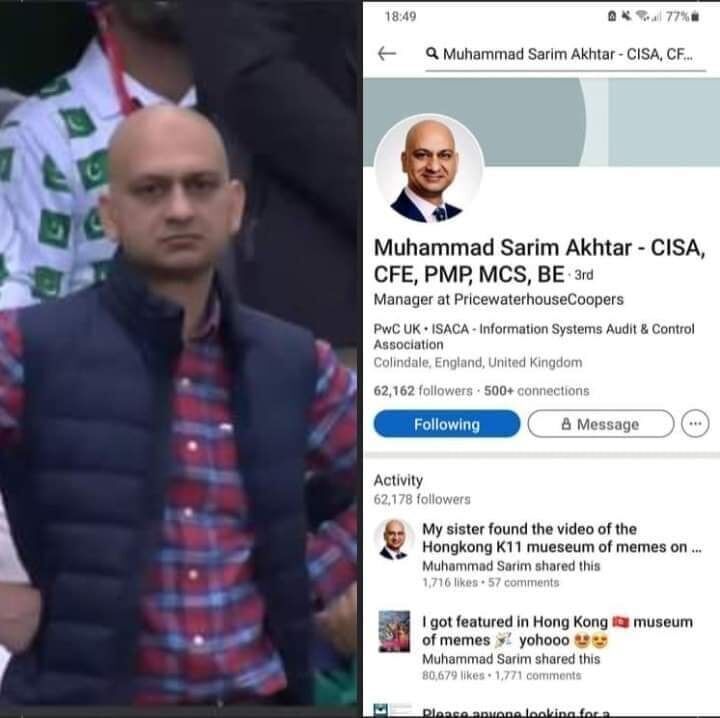 18:49
77%
Muhammad Sarim Akhtar - CISA, CF...
Muhammad Sarim Akhtar - CISA,
CFE, PMP, MCS, BE · 3rd
Manager at PricewaterhouseCoopers
PwC UK • ISACA - Information Systems Audit & Control
Association
Colindale, England, United Kingdom
62,162 followers · 500+ connections
Following
Message
Activity
62,178 followers
My sister found the video of the
Hongkong K11 mueseum of memes on ...
Muhammad Sarim shared this
1,716 likes • 57 comments
I got featured in Hong Kong 🇭🇰 museum
of memes 🎉 yohooo
Muhammad Sarim shared this
80,679 likes • 1,771 comments
Please anyone looking for a